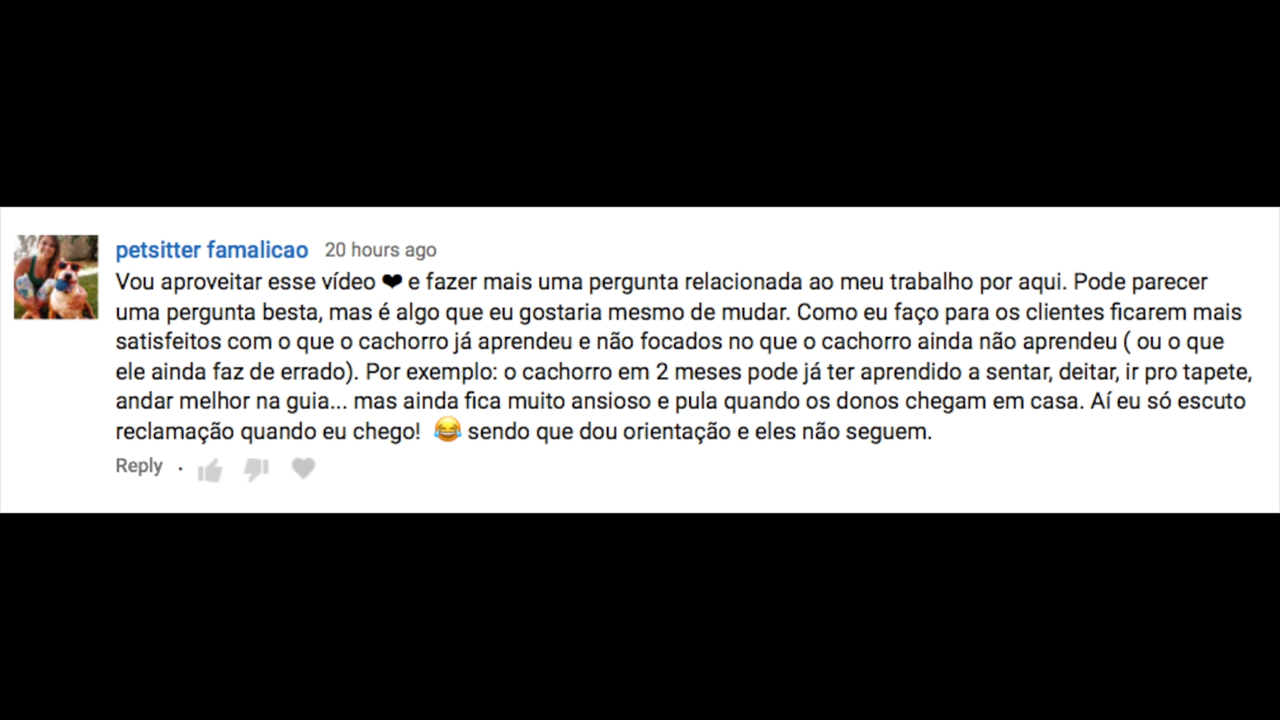 petsitter famalicao 20 hours ago
Vou aproveitar esse vídeo ❤ e fazer mais uma pergunta relacionada ao meu trabalho por aqui. Pode parecer
uma pergunta besta, mas é algo que eu gostaria mesmo de mudar. Como eu faço para os clientes ficarem mais
satisfeitos com o que o cachorro já aprendeu e não focados no que o cachorro ainda não aprendeu ( ou o que
ele ainda faz de errado). Por exemplo: o cachorro em 2 meses pode já ter aprendido a sentar, deitar, ir pro tapete,
andar melhor na guia... mas ainda fica muito ansioso e pula quando os donos chegam em casa. Aí eu só escuto
reclamação quando eu chego! 😂 sendo que dou orientação e eles não seguem.
Reply ·